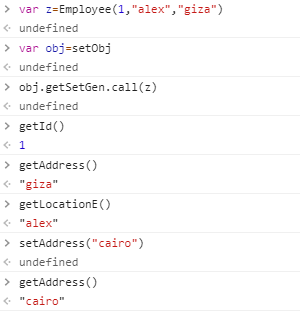 > var z=Employee(1,"alex","giza")
< undefined
> var obj=setObj
< undefined
> obj.getSetGen.call(z)
< undefined
> getId()
< 1
> getAddress()
< "giza"
> getLocationE()
< "alex"
> setAddress("cairo")
< undefined
> getAddress()
< "cairo"